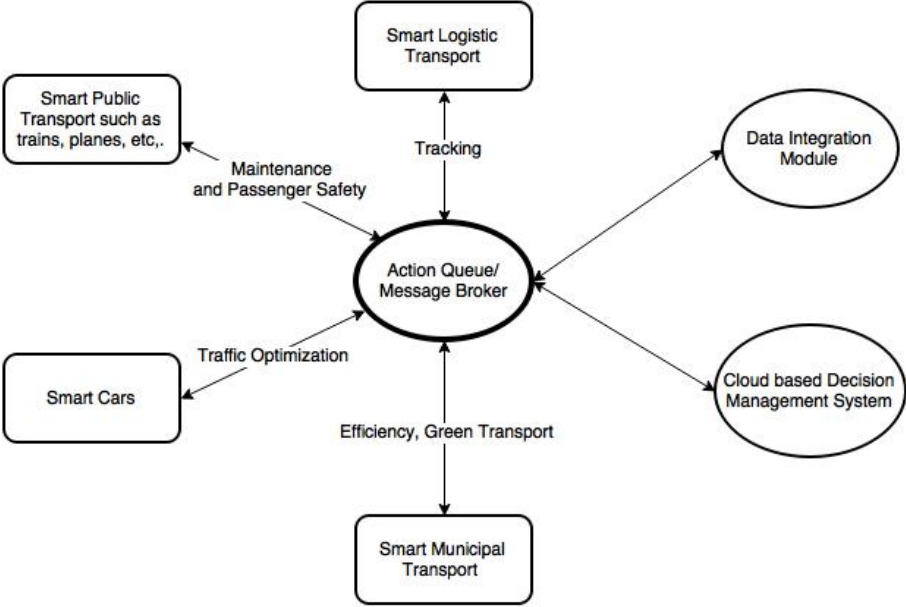 Smart Logistic
Transport
Smart Public
Transport such as
trains, planes, etc,.
Data Integration
Module
Tracking
Maintenance
and Passenger Safety
Action Queue/
Message Broker
Traffic Optimization
Smart Cars
Cloud based Decision
Management System
Efficiency, Green Transport
Smart Municipal
Transport